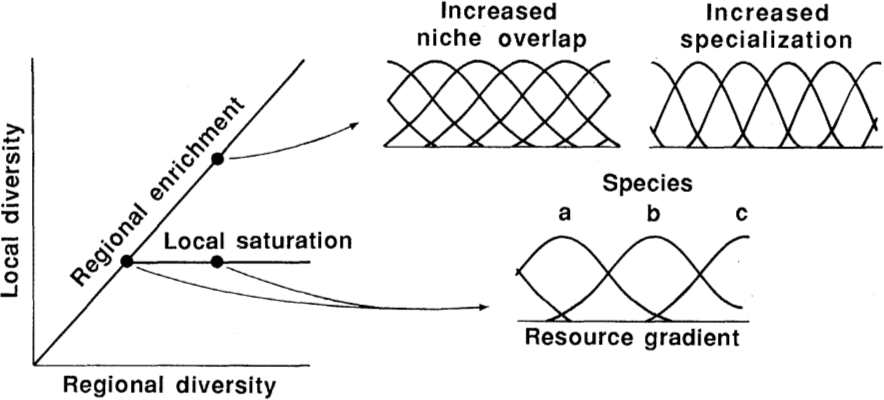 Increased
niche overlap
Increased
specialization
Local diversity
Regional enrichment
Local saturation
Species
a b c
Resource gradient
Regional diversity